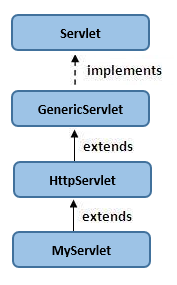 Servlet
implements
GenericServlet
extends
HttpServlet
extends
MyServlet